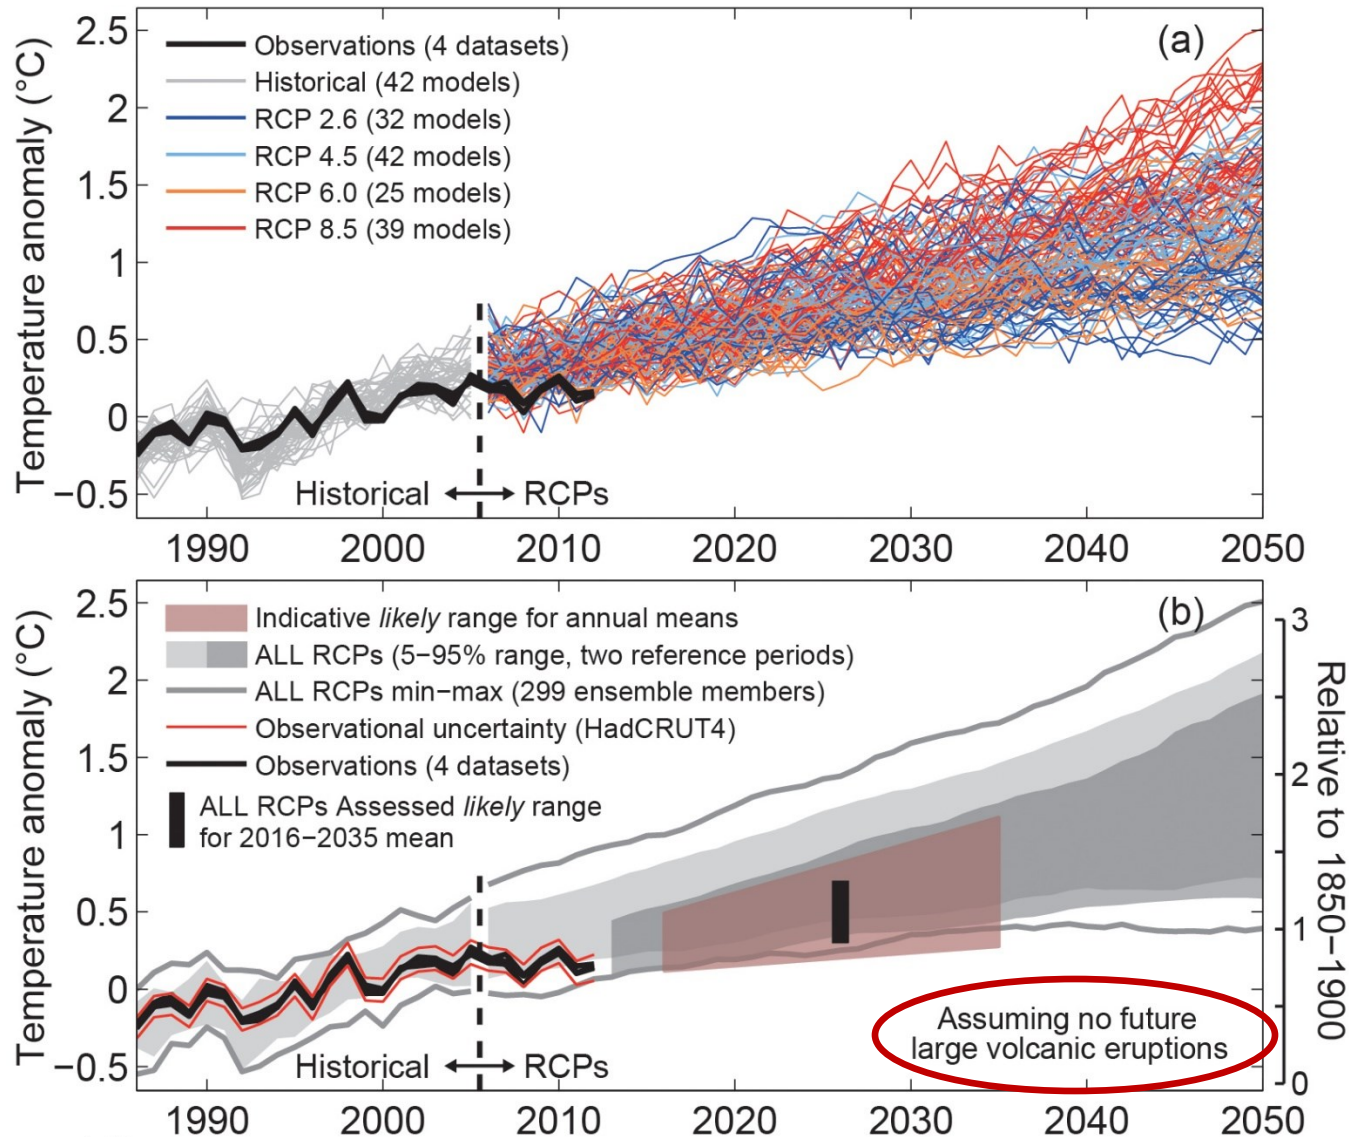 Temperature anomaly (°C)
2.5
2
1.5
1
0.5
0
−0.5
(a)
Observations (4 datasets)
Historical (42 models)
RCP 2.6 (32 models)
RCP 4.5 (42 models)
RCP 6.0 (25 models)
RCP 8.5 (39 models)
Historical
RCPs
1990
2000
2010
2020
2030
2040
2050
Temperature anomaly (°C)
2.5
2
1.5
1
0.5
0
−0.5
(b)
Indicative likely range for annual means
ALL RCPs (5−95% range, two reference periods)
ALL RCPs min−max (299 ensemble members)
Observational uncertainty (HadCRUT4)
Observations (4 datasets)
ALL RCPs Assessed likely range
for 2016−2035 mean
Historical
RCPs
Assuming no future
large volcanic eruptions
3
2
1
0
Relative to 1850−1900
1990
2000
2010
2020
2030
2040
2050